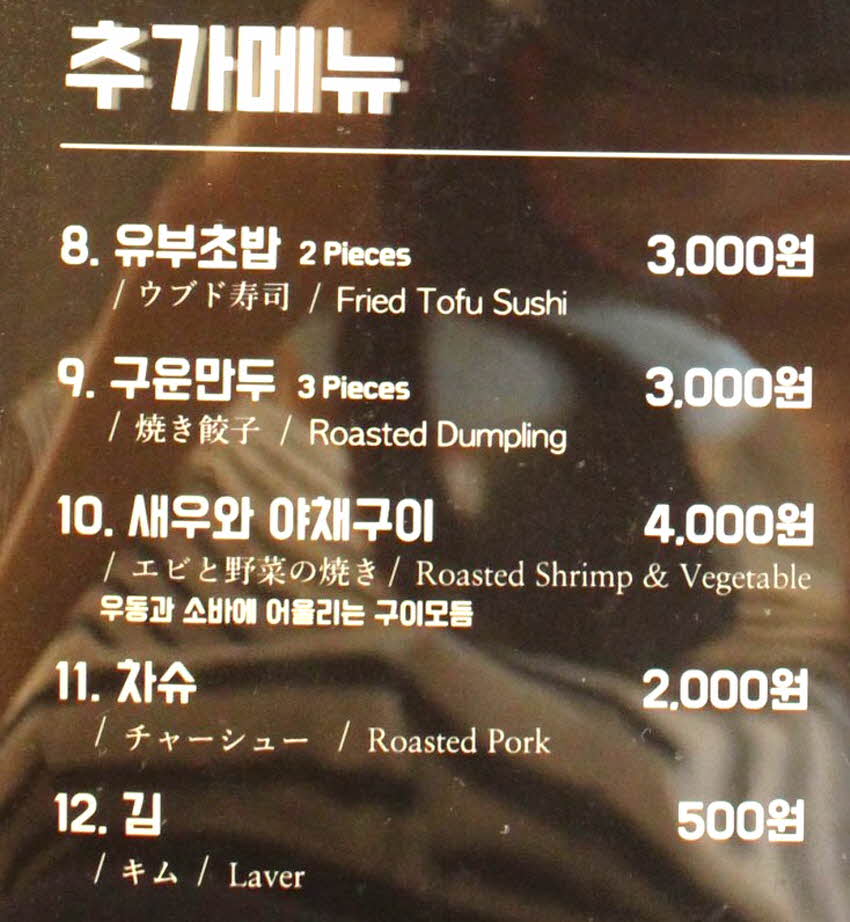 추가메뉴
8. 유부초밥 2 Pieces 3,000원
/ ウブド寿司 / Fried Tofu Sushi
9. 구운만두 3 Pieces 3,000원
/ 焼き餃子 / Roasted Dumpling
10. 새우와 야채구이 4,000원
/ エビと野菜の焼き / Roasted Shrimp & Vegetable
우동과 소바에 어울리는 구이모듬
11. 차슈 2,000원
/ チャーシュー / Roasted Pork
12. 김 500원
/ キム / Laver